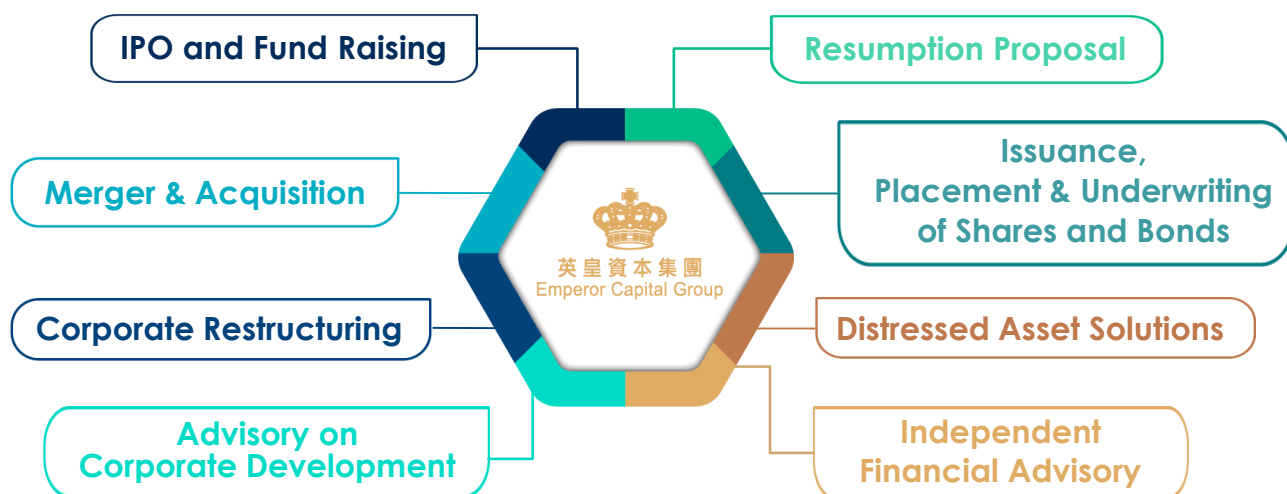 IPO and Fund Raising
Resumption Proposal
Merger & Acquisition
Issuance,
Placement & Underwriting
of Shares and Bonds
英皇資本集團
Emperor Capital Group
Corporate Restructuring
Distressed Asset Solutions
Advisory on
Corporate Development
Independent
Financial Advisory